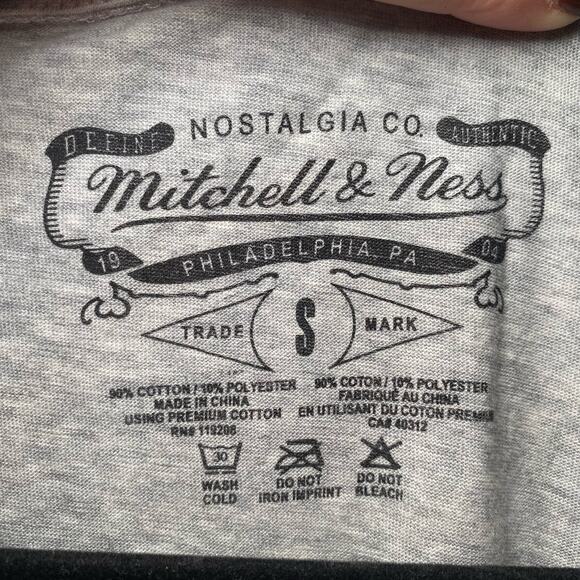 NOSTALGIA CO.
DEFINE AUTHENTIC
Mitchell & Ness
19 PHILADELPHIA, PA 04
TRADE S MARK
90% COTTON / 10% POLYESTER
MADE IN CHINA
USING PREMIUM COTTON
RN# 119208
90% COTON / 10% POLYESTER
FABRIQUÉ AU CHINA
EN UTILISANT DU COTON PREMIUM
CA# 40312
30
WASH
COLD
DO NOT
IRON IMPRINT
DO NOT
BLEACH